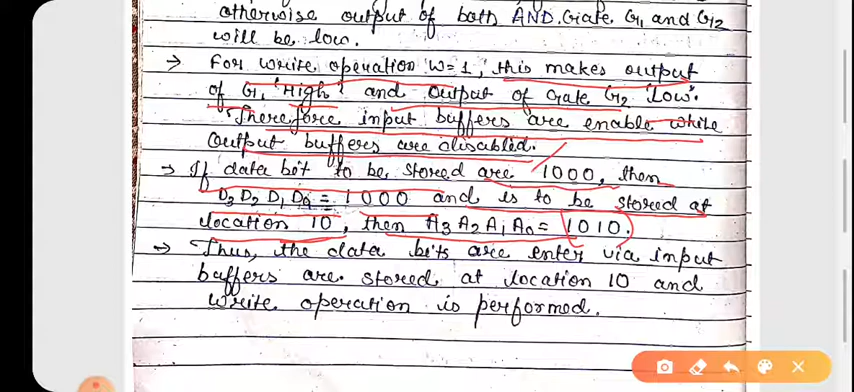 otherwise output of both AND Gate G1 and G2
will be low.
→ For write operation W=1, this makes output
of G1 'High' and output of Gate G2 'Low'.
Therefore input buffers are enable while
output buffers are disabled.
→ If data bit to be stored are 1000, then
D3 D2 D1 D0 = 1000 and is to be stored at
location 10, then A3 A2 A1 A0 = 1010.
→ Thus, the data bits are enter via input
buffers are stored at location 10 and
write operation is performed.